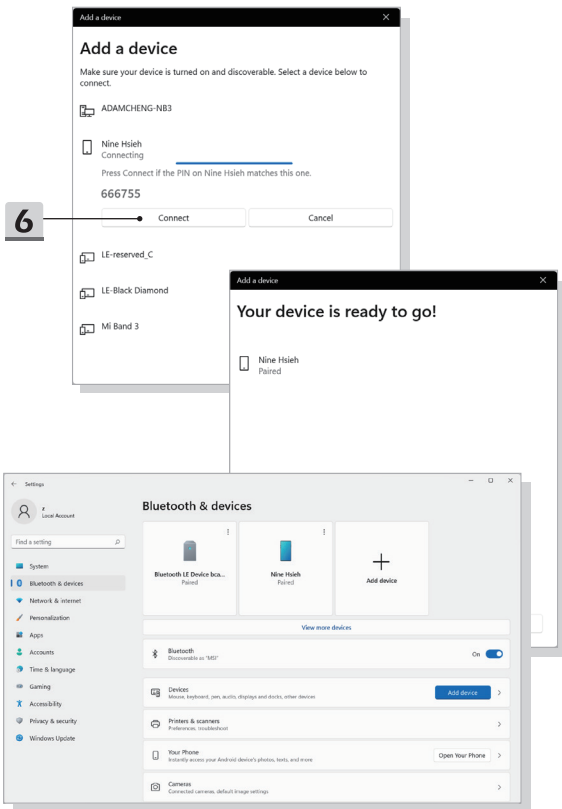 Add a device
Add a device
Make sure your device is turned on and discoverable. Select a device below to
connect.
ADAMCHENG-NB3
Nine Hsieh
Connecting
Press Connect if the PIN on Nine Hsieh matches this one.
666755
6
Connect
Cancel
LE-reserved_C
LE-Black Diamond
Mi Band 3
Add a device
Your device is ready to go!
Nine Hsieh
Paired
Settings
z
Local Account
Find a setting
System
Bluetooth & devices
Network & internet
Personalization
Apps
Accounts
Time & language
Gaming
Accessibility
Privacy & security
Windows Update
Bluetooth & devices
Bluetooth LE Device bca...
Paired
Nine Hsieh
Paired
Add device
View more devices
Bluetooth
Discoverable as "MSI"
On
Devices
Mouse, keyboard, pen, audio, displays and docks, other devices
Add device
Printers & scanners
Preferences, troubleshoot
Your Phone
Instantly access your Android device's photos, texts, and more
Open Your Phone
Cameras
Connected cameras, default image settings